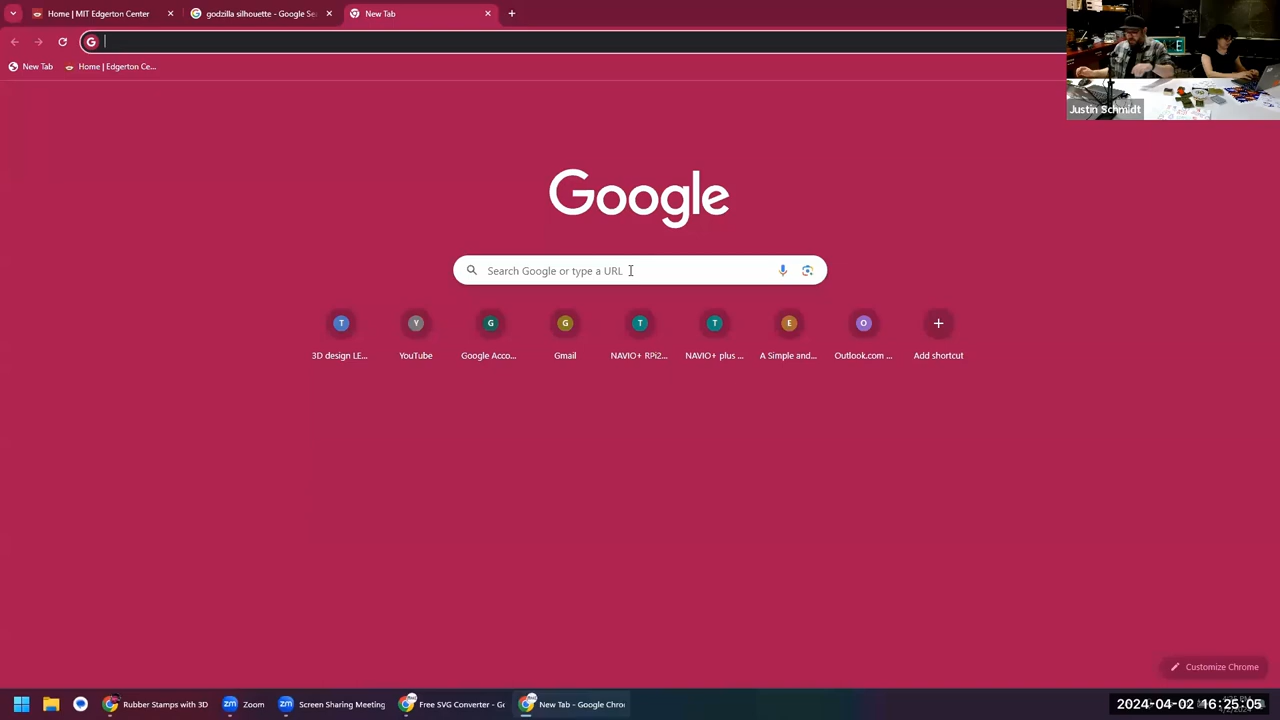 Home | MIT Edgerton Center
godzilla silhouette - Google Se
New Tab
G
New Tab
Home | Edgerton Ce...
Justin Schmidt
Google
Search Google or type a URL
T
Y
G
G
T
T
E
O
3D design LE...
YouTube
Google Acco...
Gmail
NAVIO+ RPi2...
NAVIO+ plus ...
A Simple and...
Outlook.com ...
Add shortcut
Customize Chrome
Rubber Stamps with 3D
zm
Zoom
zm
Screen Sharing Meeting
Free SVG Converter - Go
New Tab - Google Chro
2024-04-02 16:25:05